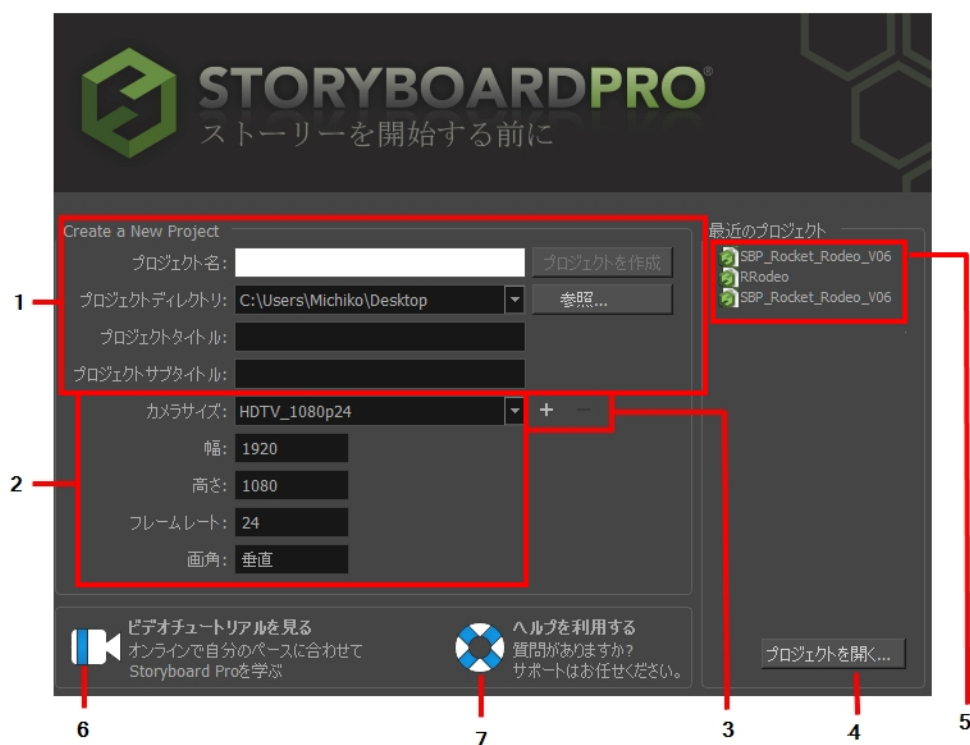 STORYBOARDPRO®
ストーリーを開始する前に
Create a New Project
プロジェクト名:
プロジェクトを作成
プロジェクトディレクトリ: C:\Users\Michiko\Desktop
参照...
プロジェクトタイトル:
プロジェクトサブタイトル:
カメラサイズ: HDTV_1080p24
+ −
幅: 1920
高さ: 1080
フレームレート: 24
画角: 垂直
最近のプロジェクト
SBP_Rocket_Rodeo_V06
RRodeo
SBP_Rocket_Rodeo_V06
ビデオチュートリアルを見る
オンラインで自分のペースに合わせて
Storyboard Proを学ぶ
ヘルプを利用する
質問がありますか?
サポートはお任せください。
プロジェクトを開く...
1
2
3
4
5
6
7